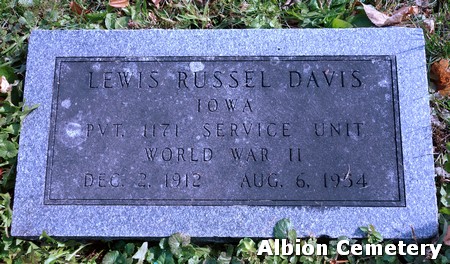 LEWIS RUSSEL DAVIS
IOWA
PVT. 1171 SERVICE UNIT
WORLD WAR II
DEC. 2, 1912 AUG. 6, 1954
Albion Cemetery